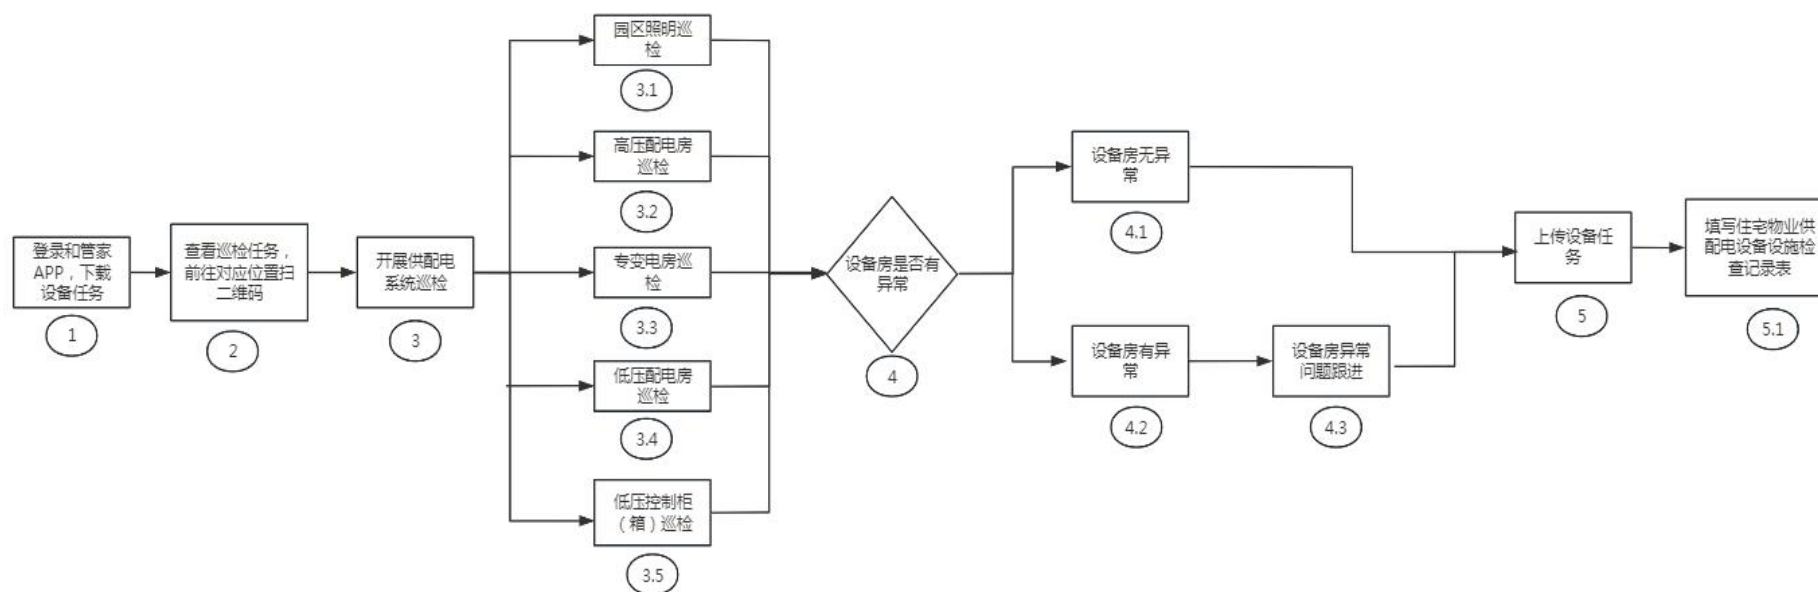 登录和管家
APP，下载
设备任务
1
查看巡检任务，
前往对应位置扫
二维码
2
开展供配电
系统巡检
3
园区照明巡
检
3.1
高压配电房
巡检
3.2
专变电房巡
检
3.3
低压配电房
巡检
3.4
低压控制柜
（箱）巡检
3.5
设备房是否有
异常
4
设备房无异
常
4.1
设备房有异
常
4.2
设备房异常
问题跟进
4.3
上传设备任
务
5
填写住宅物业供
配电设备设施检
查记录表
5.1